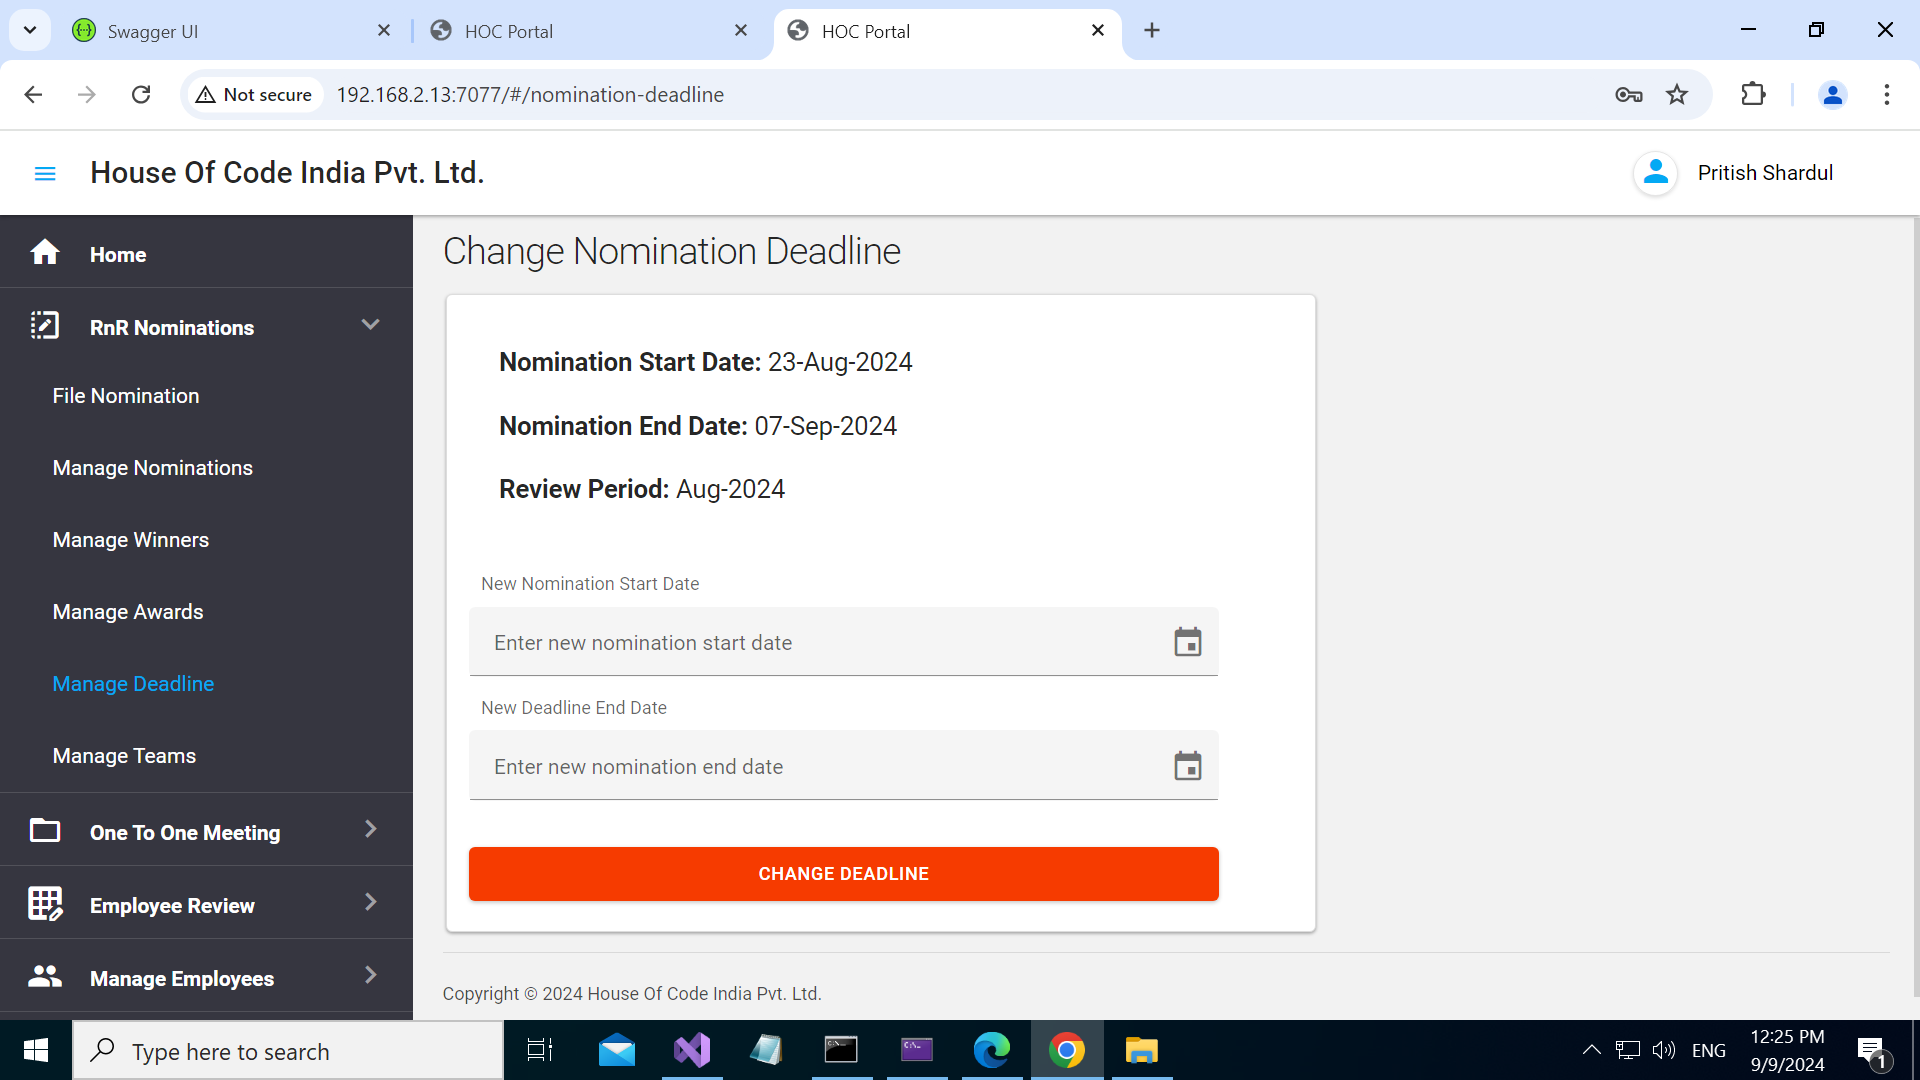 Swagger UI
HOC Portal
HOC Portal
Not secure
192.168.2.13:7077/#/nomination-deadline
House Of Code India Pvt. Ltd.
Pritish Shardul
Home
RnR Nominations
File Nomination
Manage Nominations
Manage Winners
Manage Awards
Manage Deadline
Manage Teams
One To One Meeting
Employee Review
Manage Employees
Change Nomination Deadline
Nomination Start Date: 23-Aug-2024
Nomination End Date: 07-Sep-2024
Review Period: Aug-2024
New Nomination Start Date
Enter new nomination start date
New Deadline End Date
Enter new nomination end date
CHANGE DEADLINE
Copyright © 2024 House Of Code India Pvt. Ltd.
Type here to search
ENG
12:25 PM
9/9/2024
1